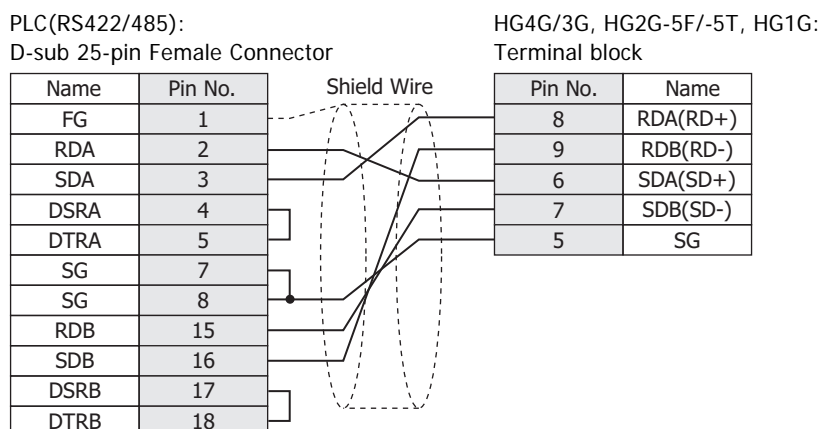 PLC(RS422/485):
D-sub 25-pin Female Connector
HG4G/3G, HG2G-5F/-5T, HG1G:
Terminal block
Name Pin No. Shield Wire Pin No. Name
FG 1 8 RDA(RD+)
RDA 2 9 RDB(RD-)
SDA 3 6 SDA(SD+)
DSRA 4 7 SDB(SD-)
DTRA 5 5 SG
SG 7
SG 8
RDB 15
SDB 16
DSRB 17
DTRB 18